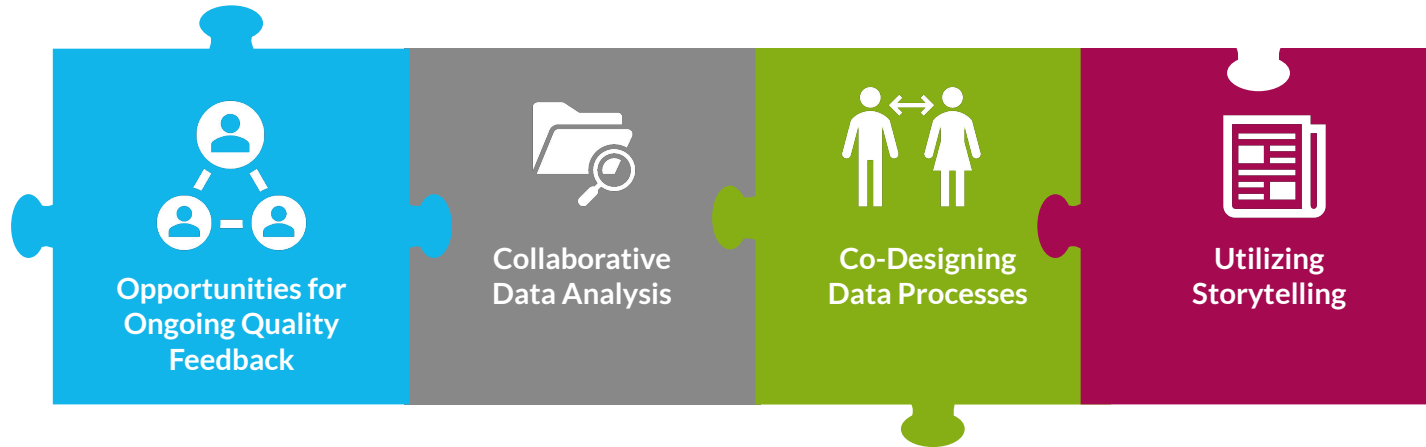 Opportunities for
Ongoing Quality
Feedback
Collaborative
Data Analysis
Co-Designing
Data Processes
Utilizing
Storytelling